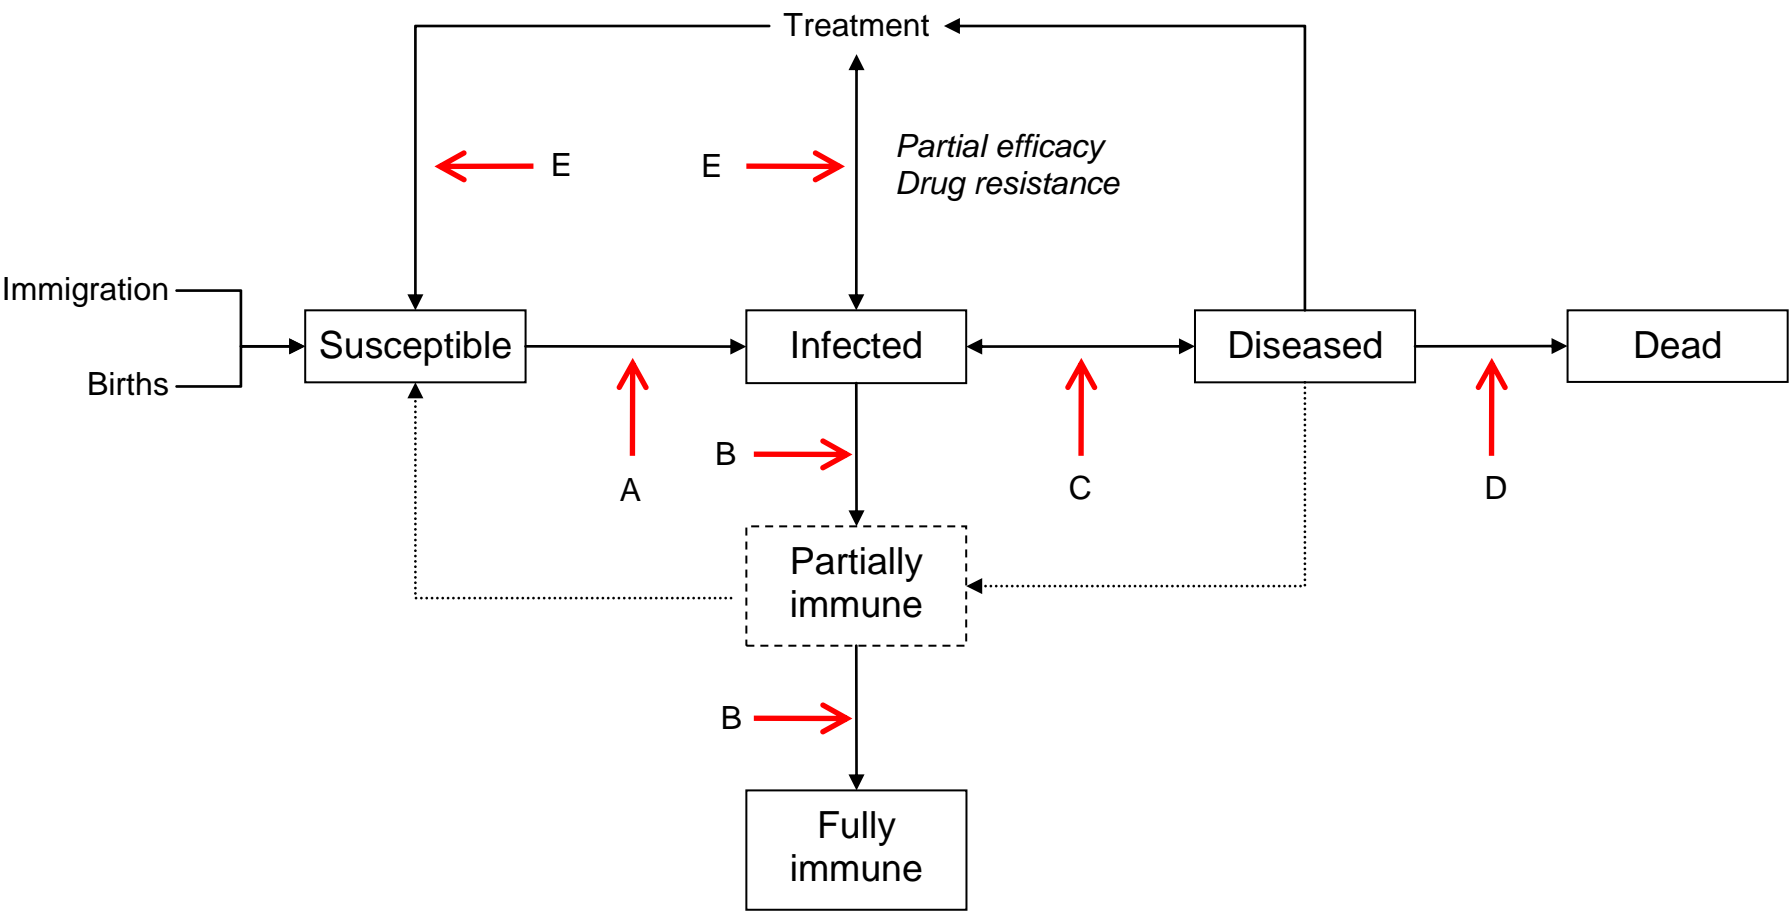 Treatment
E
E
Partial efficacy
Drug resistance
Immigration
Births
Susceptible
Infected
Diseased
Dead
B
A
C
D
Partially
immune
B
Fully
immune